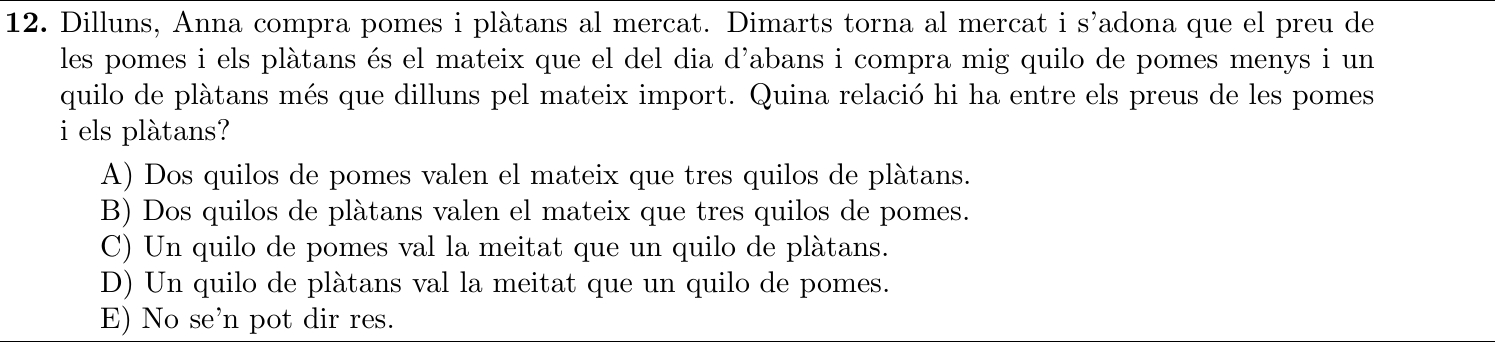 12. Dilluns, Anna compra pomes i plàtans al mercat. Dimarts torna al mercat i s'adona que el preu de
les pomes i els plàtans és el mateix que el del dia d'abans i compra mig quilo de pomes menys i un
quilo de plàtans més que dilluns pel mateix import. Quina relació hi ha entre els preus de les pomes
i els plàtans?
A) Dos quilos de pomes valen el mateix que tres quilos de plàtans.
B) Dos quilos de plàtans valen el mateix que tres quilos de pomes.
C) Un quilo de pomes val la meitat que un quilo de plàtans.
D) Un quilo de plàtans val la meitat que un quilo de pomes.
E) No se'n pot dir res.